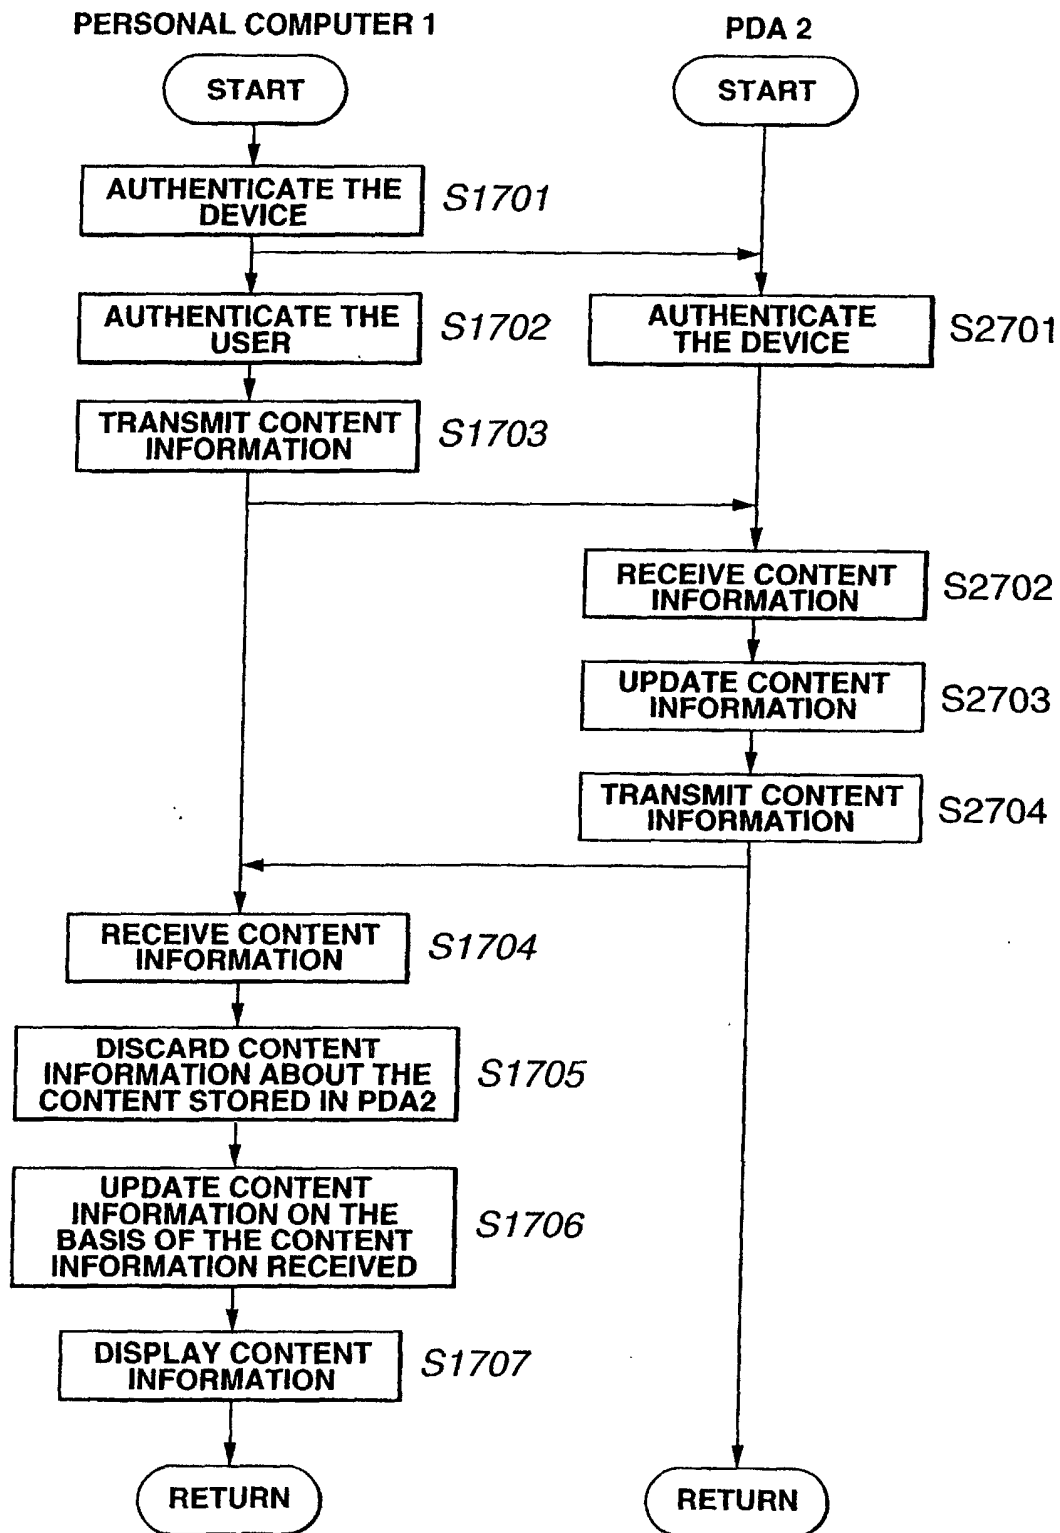 PERSONAL COMPUTER 1
PDA 2
START
START
AUTHENTICATE THE
DEVICE
S1701
AUTHENTICATE THE
USER
S1702
AUTHENTICATE
THE DEVICE
S2701
TRANSMIT CONTENT
INFORMATION
S1703
RECEIVE CONTENT
INFORMATION
S2702
UPDATE CONTENT
INFORMATION
S2703
TRANSMIT CONTENT
INFORMATION
S2704
RECEIVE CONTENT
INFORMATION
S1704
DISCARD CONTENT
INFORMATION ABOUT THE
CONTENT STORED IN PDA2
S1705
UPDATE CONTENT
INFORMATION ON THE
BASIS OF THE CONTENT
INFORMATION RECEIVED
S1706
DISPLAY CONTENT
INFORMATION
S1707
RETURN
RETURN